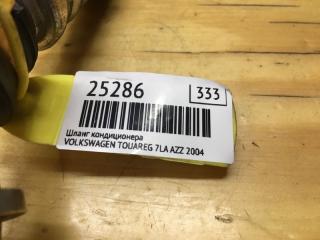 25286
333
Шланг кондиционера
VOLKSWAGEN TOUAREG 7LA AZZ 2004